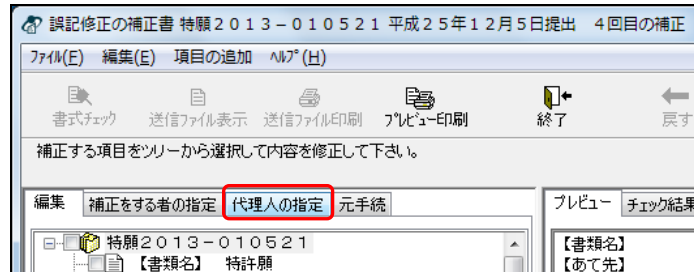 誤記修正の補正書 特願２０１３－０１０５２１ 平成２５年１２月５日提出　４回目の補正
ﾌｧｲﾙ(F)　編集(E)　項目の追加　ﾍﾙﾌﾟ(H)
書式ﾁｪｯｸ　送信ﾌｧｲﾙ表示　送信ﾌｧｲﾙ印刷　ﾌﾟﾚﾋﾞｭｰ印刷　終了　戻す
補正する項目をツリーから選択して内容を修正して下さい。
編集　補正をする者の指定　代理人の指定　元手続　プレビュー　チェック結果
特願２０１３－０１０５２１　【書類名】
【書類名】　特許願　【あて先】